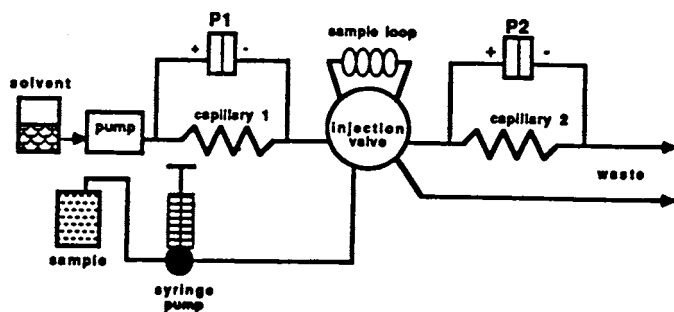 P1
+ -
solvent
pump
capillary 1
sample loop
injection
valve
P2
+ -
capillary 2
waste
sample
syringe
pump